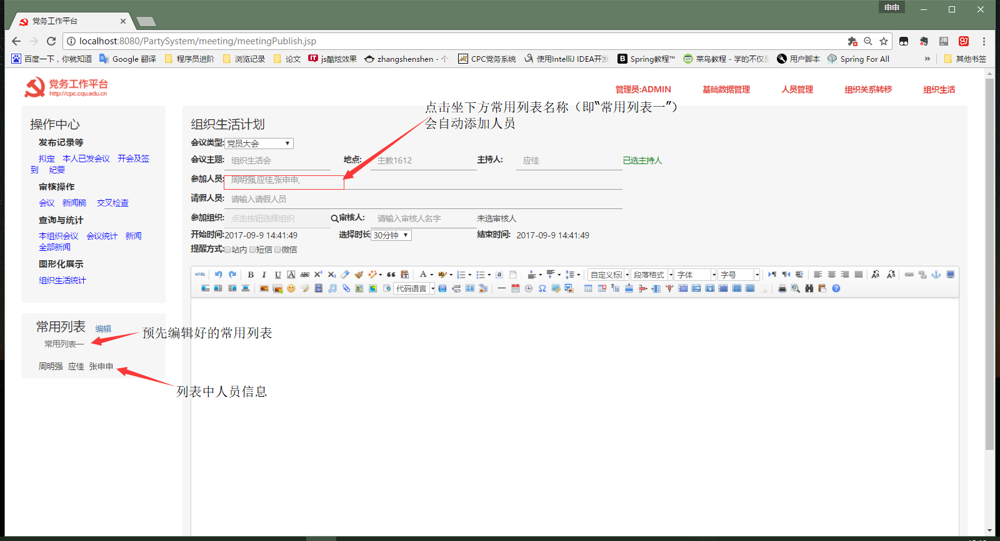 申申
党务工作平台
localhost:8080/PartySystem/meeting/meetingPublish.jsp
百度一下，你就知道 Google 翻译 程序员进阶 浏览记录 论文 js酷炫效果 zhangshenshen - 个 CPC党务系统 使用IntelliJ IDEA开发 Spring教程™ 菜鸟教程 - 学的不仅是 用户脚本 Spring For All » 其他书签
党务工作平台
http://cpc.cqu.edu.cn
管理员:ADMIN 基础数据管理 人员管理 组织关系转移 组织生活
点击坐下方常用列表名称（即“常用列表一”）
会自动添加人员
操作中心
发布记录等
拟定 本人已发会议 开会及签
到 纪要
审核操作
会议 新闻稿 交叉检查
查询与统计
本组织会议 会议统计 新闻
全部新闻
图形化展示
组织生活统计
常用列表 编辑
常用列表一
周明强 应佳 张申申
预先编辑好的常用列表
列表中人员信息
组织生活计划
会议类型: 党员大会
会议主题: 组织生活会 地点: 主教1612 主持人: 应佳 已选主持人
参加人员: 周明强,应佳,张申申,
请假人员: 请输入请假人员
参加组织: 点击按钮选择组织 审核人: 请输入审核人名字 未选审核人
开始时间:2017-09-9 14:41:49 选择时长 30分钟 结束时间: 2017-09-9 14:41:49
提醒方式: 站内 短信 微信
HTML B I U A ABC X² X₂ A ab a 自定义标题 段落格式 字体 字号
代码语言 Ω